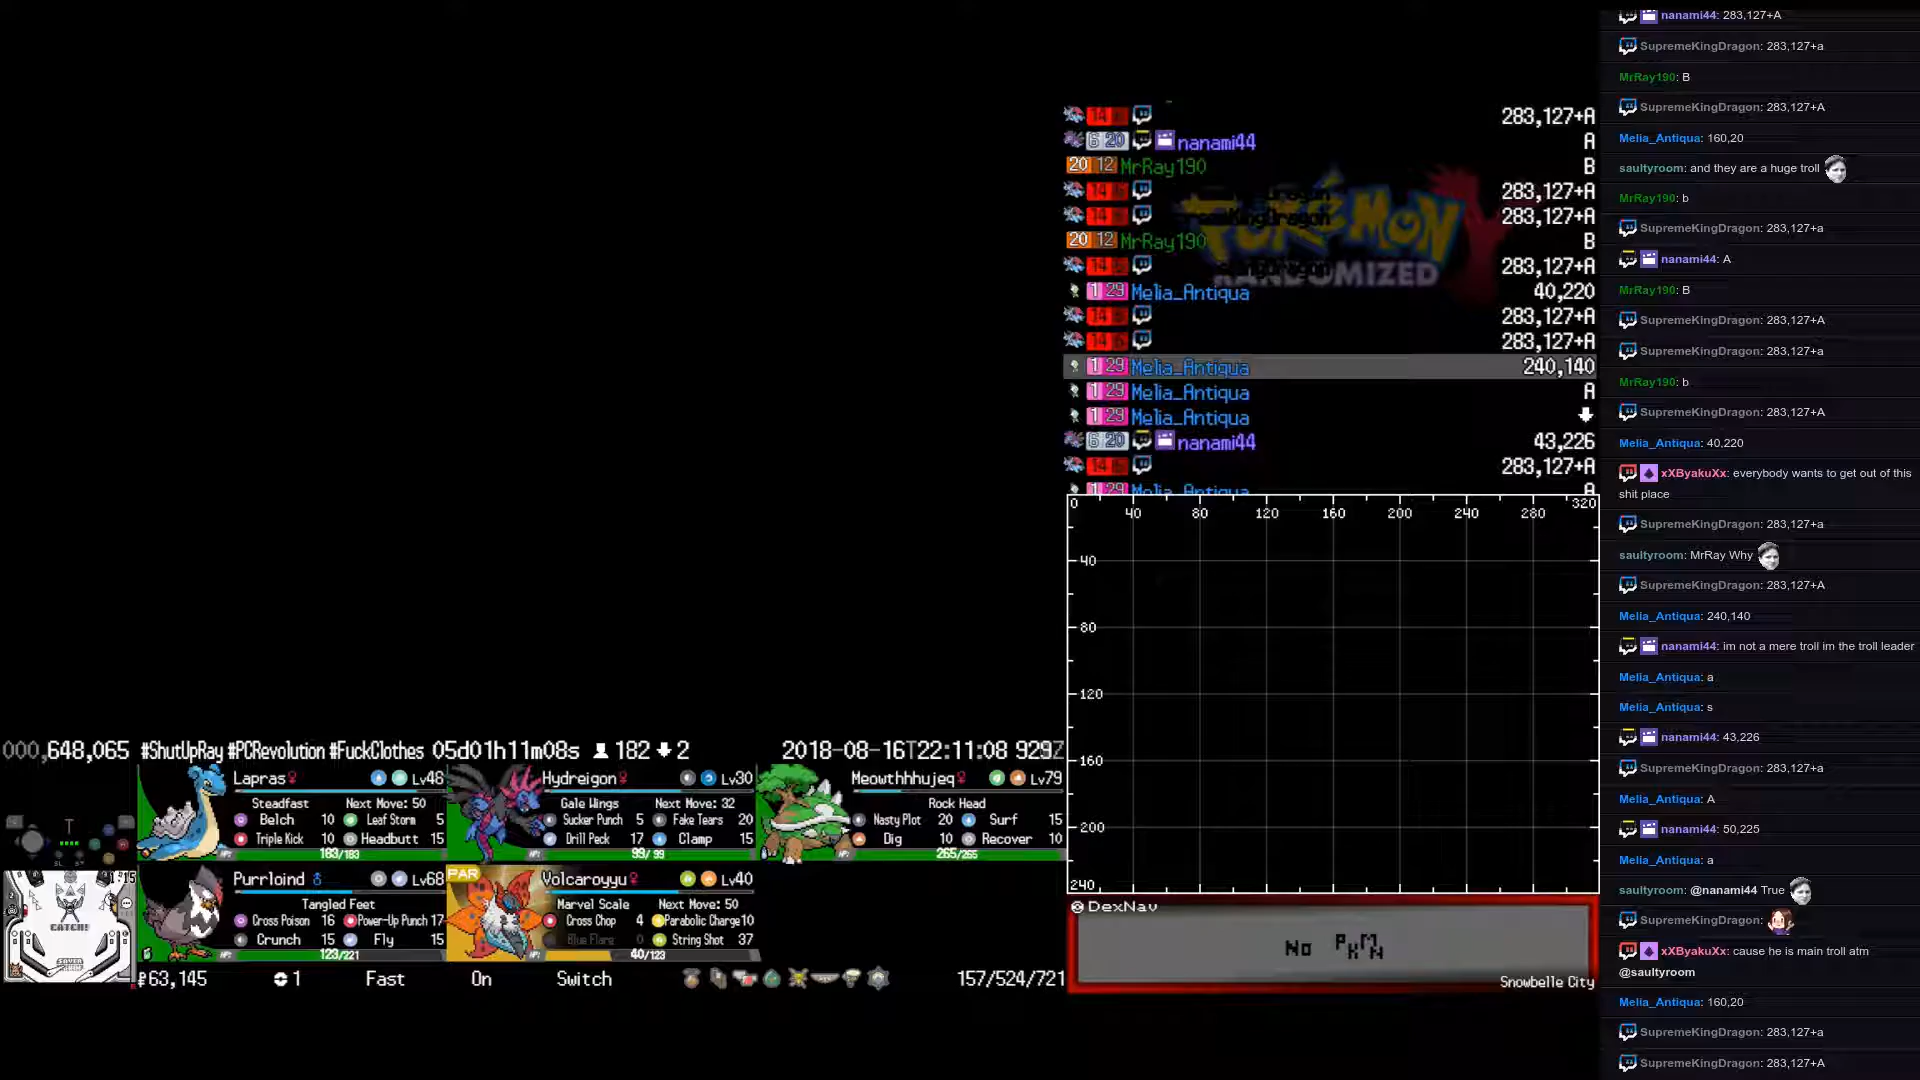 283,127+A
nanami44 A
MrRay190 B
283,127+A
283,127+A
MrRay190 B
283,127+A
Melia_Antiqua 40,220
283,127+A
283,127+A
Melia_Antiqua 240,140
Melia_Antiqua A
Melia_Antiqua
nanami44 43,226
283,127+A
Melia_Antiqua A
POKÉMON Y
RANDOMIZED
0 40 80 120 160 200 240 280 320
40
80
120
160
200
240
DexNav
No PKMN
Snowbelle City
000,648,065 #ShutUpRay #PCRevolution #FuckClothes 05d01h11m08s 182 2 2018-08-16T22:11:08
Lapras♀ Lv48
Steadfast Next Move: 50
Belch 10 Leaf Storm 5
Triple Kick 10 Headbutt 15
183/183
Hydreigon♀ Lv30
Gale Wings Next Move: 32
Sucker Punch 5 Fake Tears 20
Drill Peck 17 Clamp 15
99/99
Meowthhhujeq♀ Lv79
Rock Head
Nasty Plot 20 Surf 15
Dig 10 Recover 10
265/265
Purrloind♂ Lv68
Tangled Feet
Cross Poison 16 Power-Up Punch 17
Crunch 15 Fly 15
123/221
PAR
Volcaroyyu♀ Lv40
Marvel Scale Next Move: 50
Cross Chop 4 Parabolic Charge 10
Blue Flare 0 String Shot 37
40/123
CATCH!
₽63,145 1 Fast On Switch 157/524/721
nanami44: 283,127+A
SupremeKingDragon: 283,127+a
MrRay190: B
SupremeKingDragon: 283,127+A
Melia_Antiqua: 160,20
saultyroom: and they are a huge troll
MrRay190: b
SupremeKingDragon: 283,127+a
nanami44: A
MrRay190: B
SupremeKingDragon: 283,127+A
SupremeKingDragon: 283,127+a
MrRay190: b
SupremeKingDragon: 283,127+A
Melia_Antiqua: 40,220
xXByakuXx: everybody wants to get out of this
shit place
SupremeKingDragon: 283,127+a
saultyroom: MrRay Why
SupremeKingDragon: 283,127+A
Melia_Antiqua: 240,140
nanami44: im not a mere troll im the troll leader
Melia_Antiqua: a
Melia_Antiqua: s
nanami44: 43,226
SupremeKingDragon: 283,127+a
Melia_Antiqua: A
nanami44: 50,225
Melia_Antiqua: a
saultyroom: @nanami44 True
SupremeKingDragon:
xXByakuXx: cause he is main troll atm
@saultyroom
Melia_Antiqua: 160,20
SupremeKingDragon: 283,127+a
SupremeKingDragon: 283,127+A